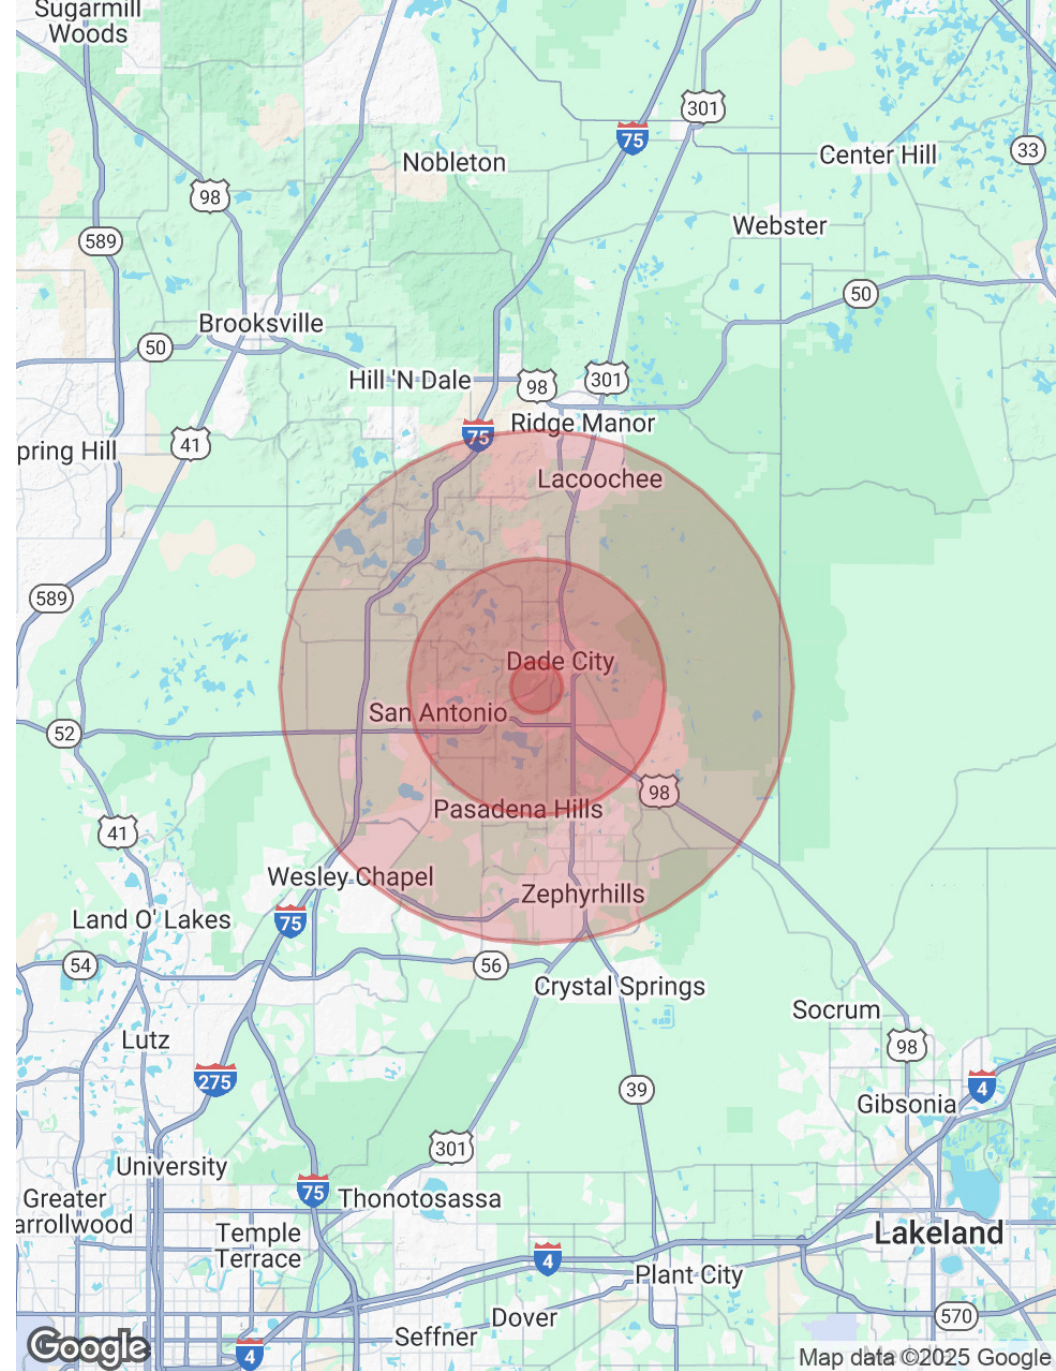 Sugarmill
Woods
301
75
Nobleton
Center Hill
33
98
Webster
589
50
Brooksville
50
Hill 'N Dale
98
301
Ridge Manor
75
41
pring Hill
Lacoochee
589
Dade City
San Antonio
52
98
Pasadena Hills
41
Wesley Chapel
Zephyrhills
Land O' Lakes
75
54
56
Crystal Springs
Socrum
Lutz
98
275
39
4
Gibsonia
301
University
75
Thonotosassa
Greater
arrollwood
Temple
Terrace
Lakeland
4
Plant City
Dover
570
Seffner
4
Google
Map data ©2025 Google